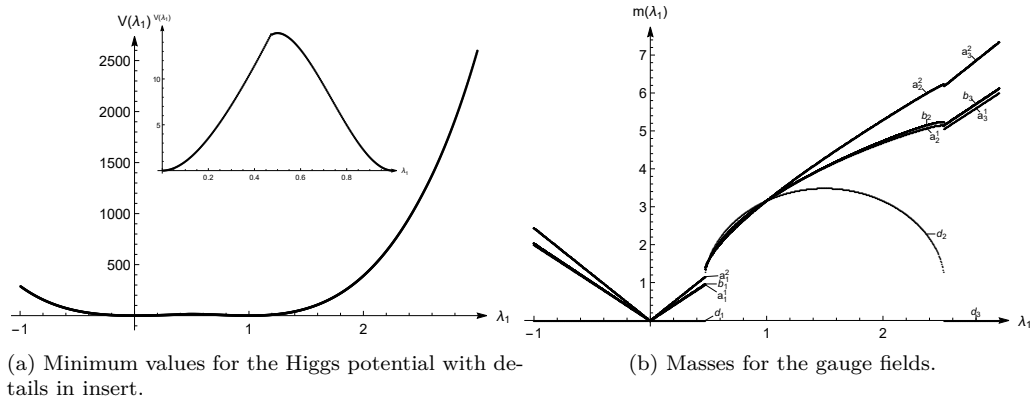 V(λ₁)
2500
2000
1500
1000
500
−1
1
2
λ₁
V(λ₁)
10
5
0.2
0.4
0.6
0.8
λ₁
m(λ₁)
7
6
5
4
3
2
1
−1
1
2
λ₁
a₃²
a₂²
b₃
a₃¹
b₂
a₂¹
d₂
a₁²
b₁
a₁¹
d₁
d₃
(a) Minimum values for the Higgs potential with de-
tails in insert.
(b) Masses for the gauge fields.